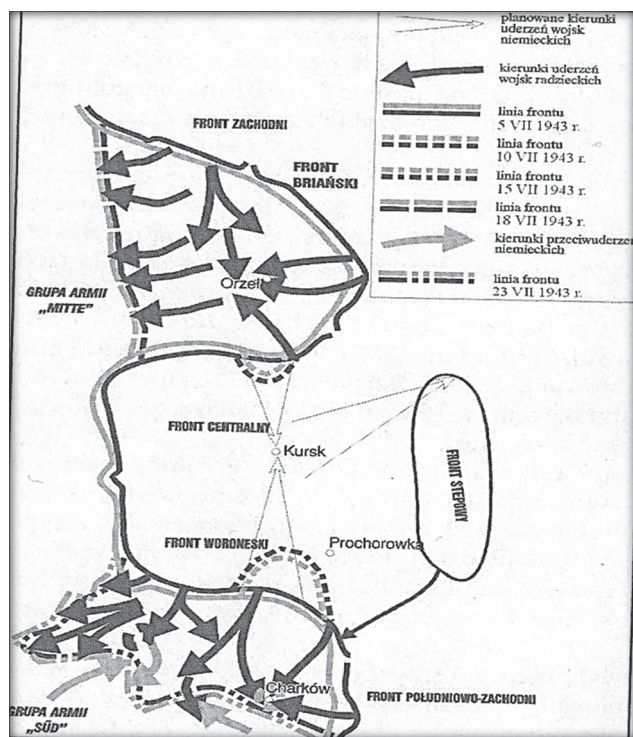 planowane kierunki
uderzeń wojsk
niemieckich
kierunki uderzeń
wojsk radzieckich
linia frontu
5 VII 1943 r.
linia frontu
10 VII 1943 r.
linia frontu
15 VII 1943 r.
linia frontu
18 VII 1943 r.
kierunki przeciwuderzeń
niemieckich
linia frontu
23 VII 1943 r.
FRONT ZACHODNI
FRONT
BRIAŃSKI
Orzeł
GRUPA ARMII
„MITTE”
FRONT CENTRALNY
Kursk
FRONT STEPOWY
FRONT WORONESKI
Prochorowka
Charków
FRONT POŁUDNIOWO-ZACHODNI
GRUPA ARMII
„SÜD”